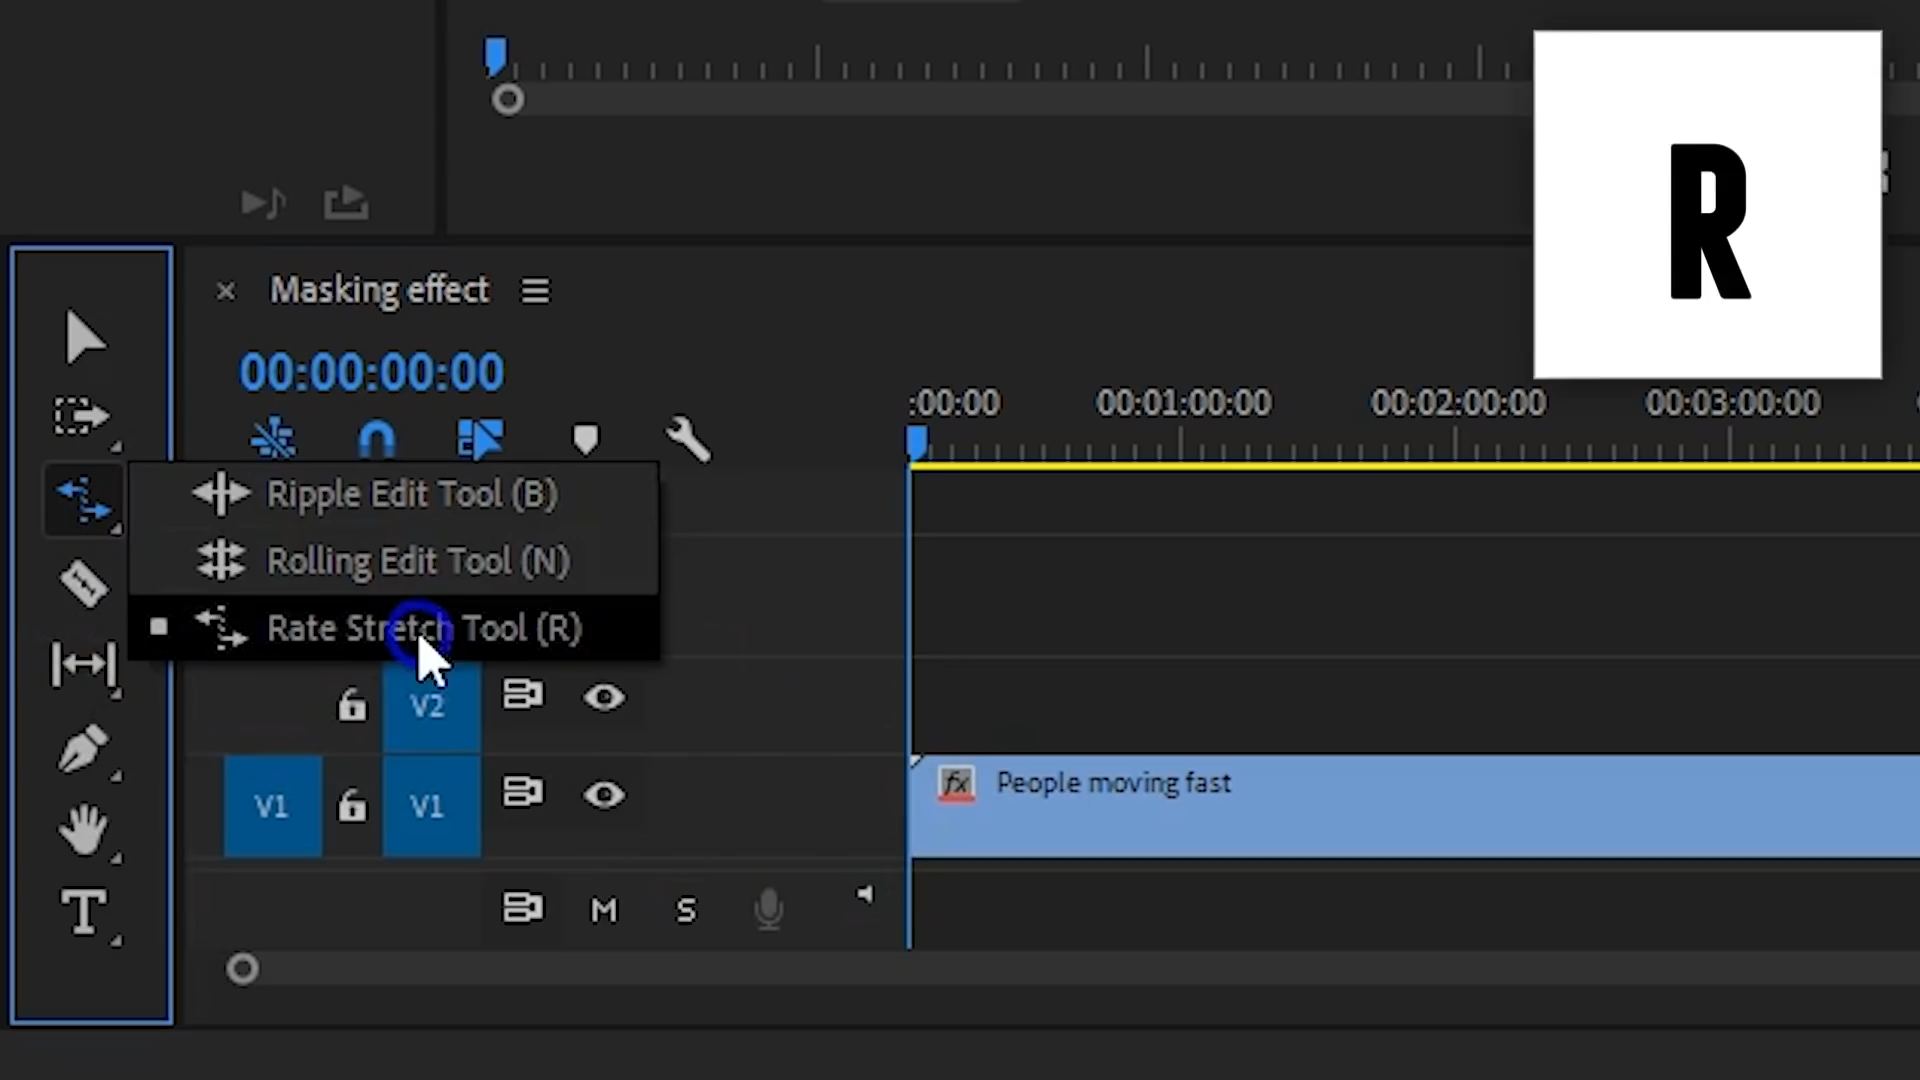 R
Masking effect
00:00:00:00
:00:00 00:01:00:00 00:02:00:00 00:03:00:00
Ripple Edit Tool (B)
Rolling Edit Tool (N)
Rate Stretch Tool (R)
V2
V1 V1
fx People moving fast
M S
T